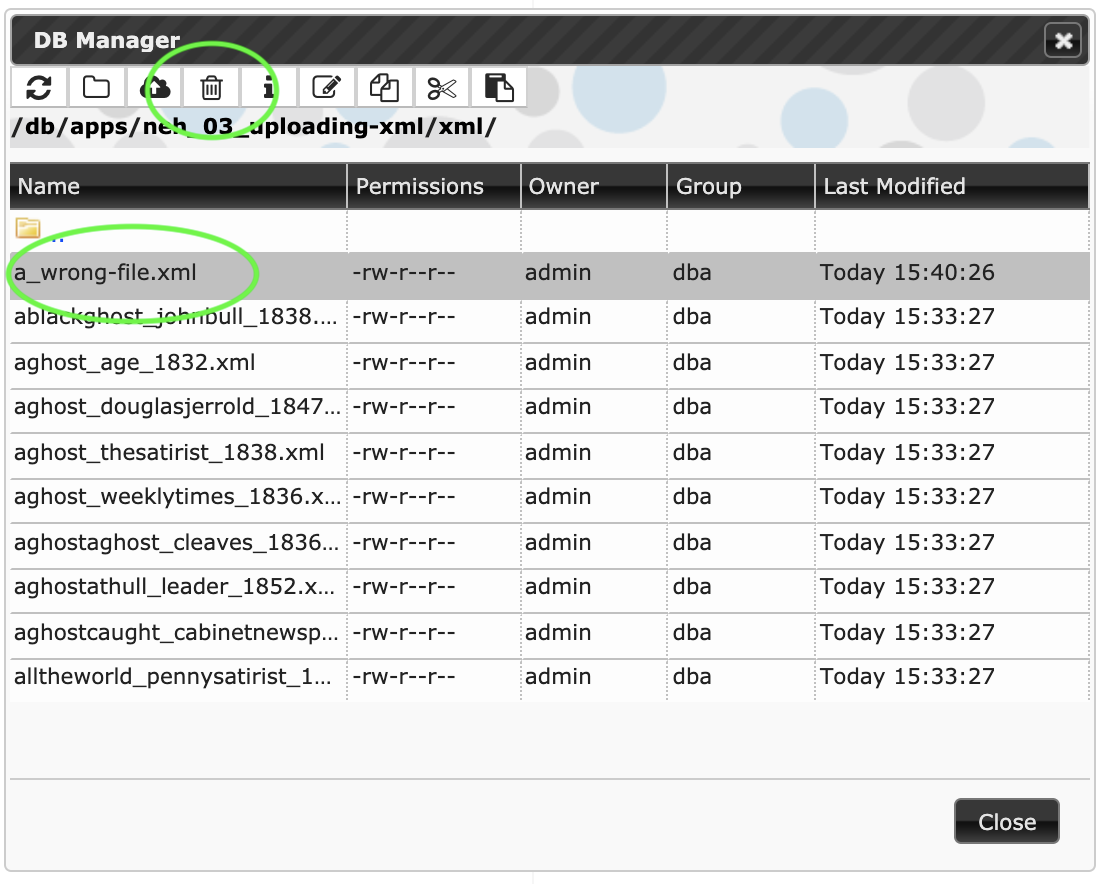 DB Manager
/db/apps/neh_03_uploading-xml/xml/
Name Permissions Owner Group Last Modified
..
a_wrong-file.xml -rw-r--r-- admin dba Today 15:40:26
ablackghost_johnbull_1838.... -rw-r--r-- admin dba Today 15:33:27
aghost_age_1832.xml -rw-r--r-- admin dba Today 15:33:27
aghost_douglasjerrold_1847... -rw-r--r-- admin dba Today 15:33:27
aghost_thesatirist_1838.xml -rw-r--r-- admin dba Today 15:33:27
aghost_weeklytimes_1836.x... -rw-r--r-- admin dba Today 15:33:27
aghostaghost_cleaves_1836... -rw-r--r-- admin dba Today 15:33:27
aghostathull_leader_1852.x... -rw-r--r-- admin dba Today 15:33:27
aghostcaught_cabinetnewsp... -rw-r--r-- admin dba Today 15:33:27
alltheworld_pennysatirist_1... -rw-r--r-- admin dba Today 15:33:27
Close